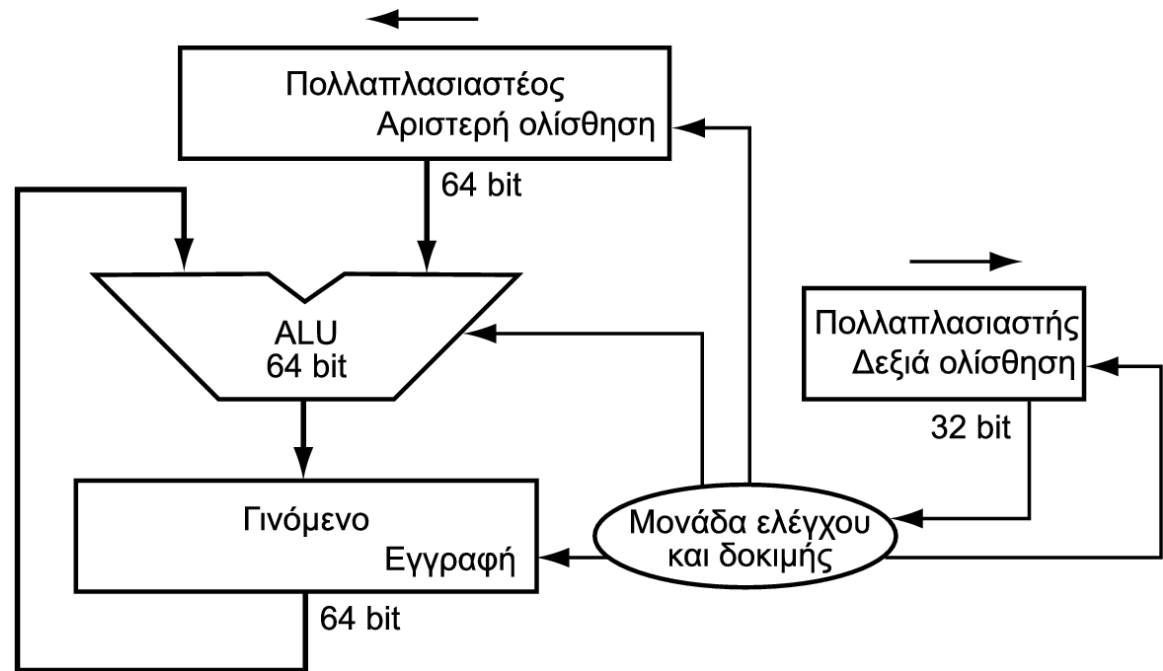 Πολλαπλασιαστέος
Αριστερή ολίσθηση
64 bit
ALU
64 bit
Πολλαπλασιαστής
Δεξιά ολίσθηση
32 bit
Γινόμενο
Εγγραφή
64 bit
Μονάδα ελέγχου
και δοκιμής